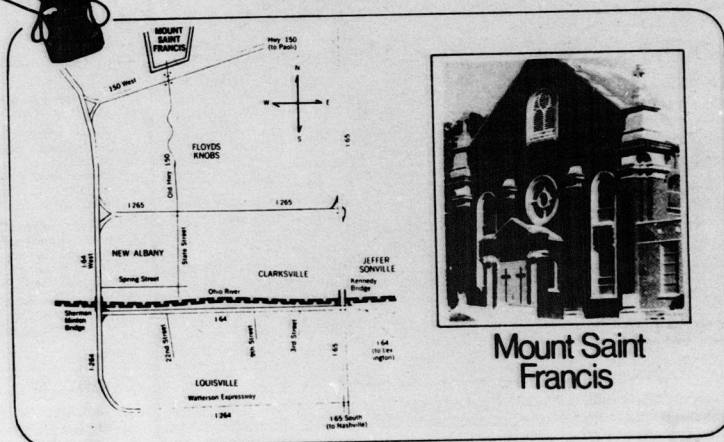 MOUNT
SAINT
FRANCIS
Hwy 150
(to Paoli)
150 West
N
W
E
S
I 65
FLOYDS
KNOBS
Old Hwy 150
I 265
I 265
I 64
West
NEW ALBANY
State Street
Spring Street
CLARKSVILLE
JEFFER
SONVILLE
Kennedy
Bridge
Ohio River
Sherman
Minton
Bridge
I 64
22nd Street
9th Street
3rd Street
I 65
I 64
(to Lex
ington)
I 264
LOUISVILLE
Watterson Expressway
I 264
I 65 South
(to Nashville)
Mount Saint
Francis